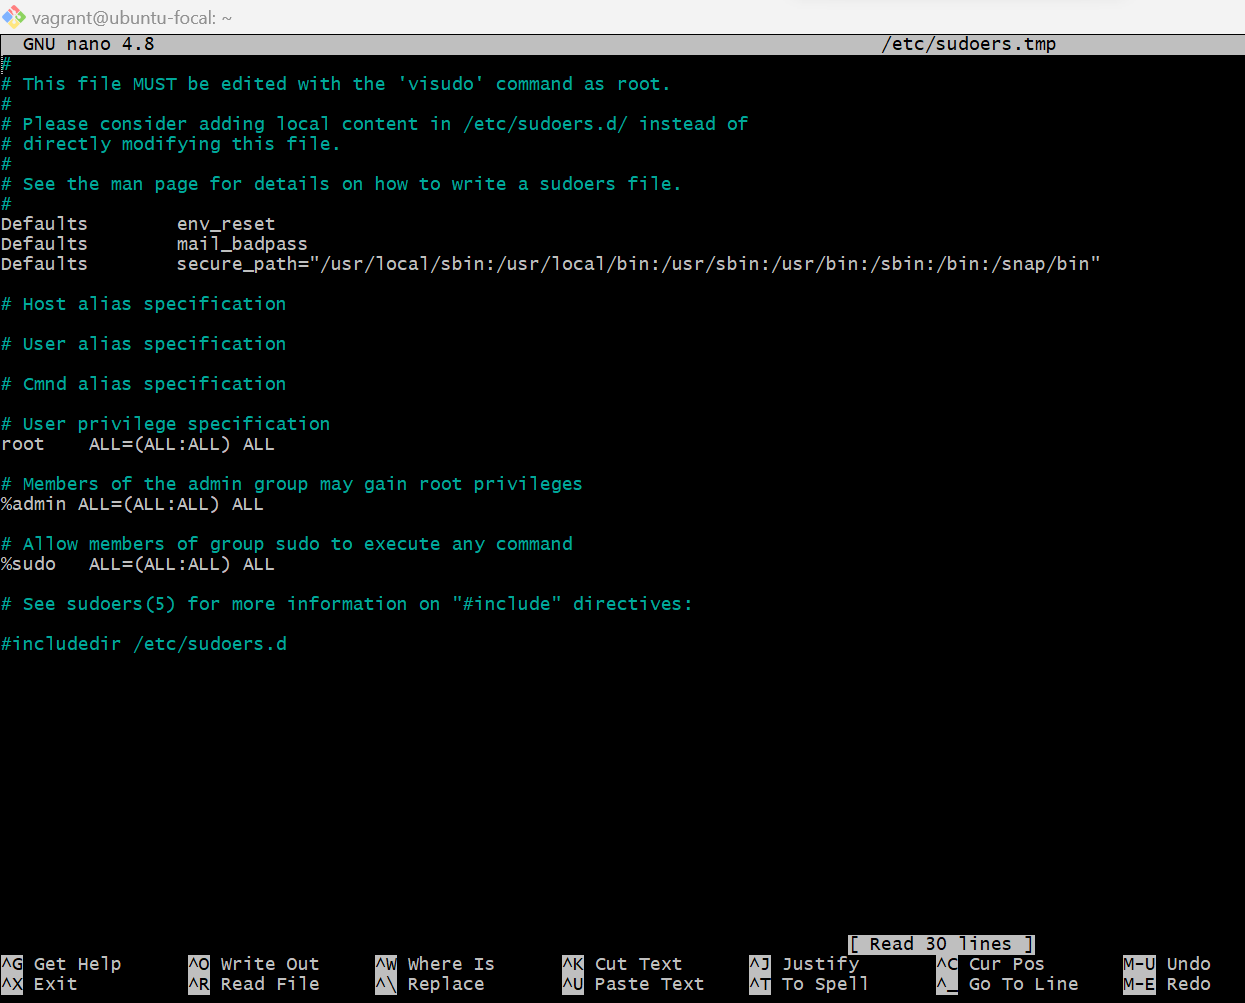 vagrant@ubuntu-focal: ~
GNU nano 4.8 /etc/sudoers.tmp
#
# This file MUST be edited with the 'visudo' command as root.
#
# Please consider adding local content in /etc/sudoers.d/ instead of
# directly modifying this file.
#
# See the man page for details on how to write a sudoers file.
#
Defaults        env_reset
Defaults        mail_badpass
Defaults        secure_path="/usr/local/sbin:/usr/local/bin:/usr/sbin:/usr/bin:/sbin:/bin:/snap/bin"
# Host alias specification
# User alias specification
# Cmnd alias specification
# User privilege specification
root    ALL=(ALL:ALL) ALL
# Members of the admin group may gain root privileges
%admin ALL=(ALL:ALL) ALL
# Allow members of group sudo to execute any command
%sudo   ALL=(ALL:ALL) ALL
# See sudoers(5) for more information on "#include" directives:
#includedir /etc/sudoers.d
[ Read 30 lines ]
^G Get Help ^O Write Out ^W Where Is ^K Cut Text ^J Justify ^C Cur Pos M-U Undo
^X Exit ^R Read File ^\ Replace ^U Paste Text ^T To Spell ^_ Go To Line M-E Redo